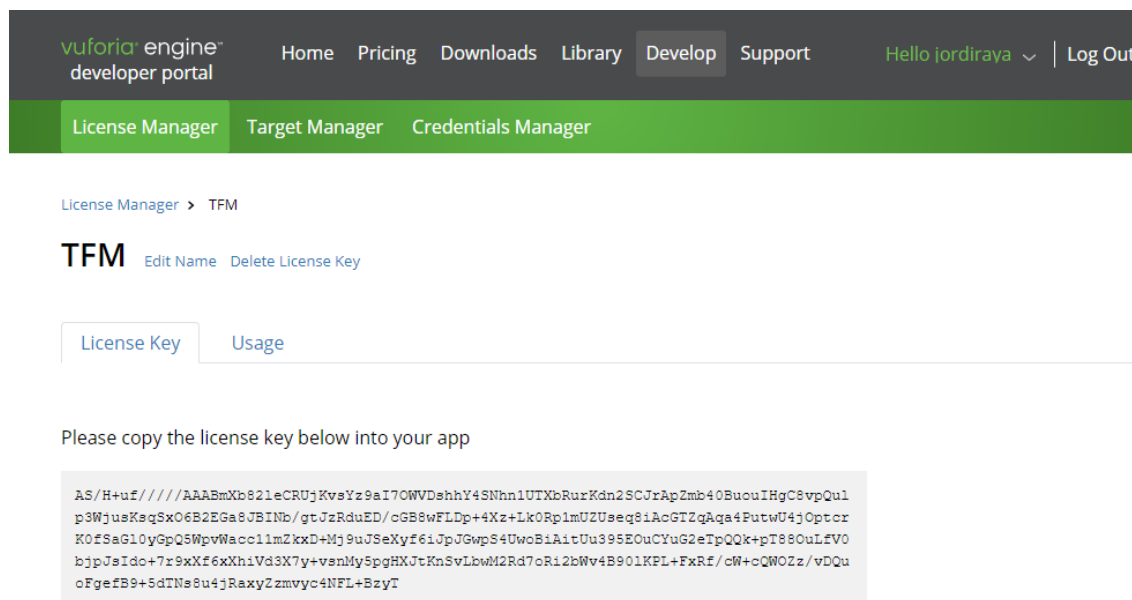 vuforia® engine™
developer portal
Home Pricing Downloads Library Develop Support
Hello jordiraya
Log Out
License Manager Target Manager Credentials Manager
License Manager > TFM
TFM Edit Name Delete License Key
License Key Usage
Please copy the license key below into your app
AS/H+uf/////AAABmXb82leCRUjKvsYz9aI7OWVDshhY4SNhn1UTXbRurKdn2SCJrApZmb40BuouIHgC8vpQul
p3WjusKsqSxO6B2EGa8JBINb/gtJzRduED/cGB8wFLDp+4Xz+Lk0Rp1mUZUseq8iAcGTZqAqa4PutwU4jOptcr
K0fSaGl0yGpQ5WpvWacc11mZkxD+Mj9uJSeXyf6iJpJGwpS4UwoBiAitUu395EOuCYuG2eTpQQk+pT88OuLfV0
bjpJsIdo+7r9xXf6xXhiVd3X7y+vsnMy5pgHXJtKnSvLbwM2Rd7oRi2bWv4B901KPL+FxRf/cW+cQWOZz/vDQu
oFgefB9+5dTNs8u4jRaxyZzmvyc4NFL+BzyT